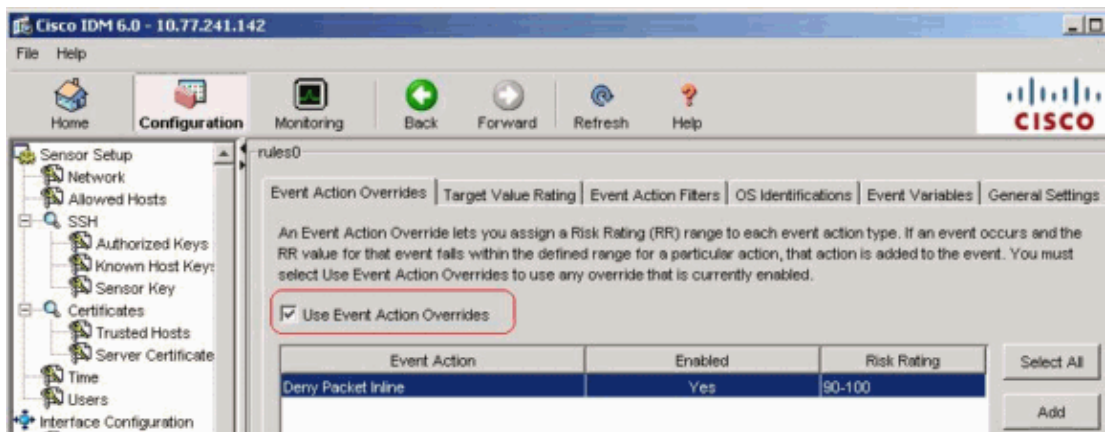 Cisco IDM 6.0 - 10.77.241.142
File Help
Home Configuration Monitoring Back Forward Refresh Help
CISCO
Sensor Setup
Network
Allowed Hosts
SSH
Authorized Keys
Known Host Keys
Sensor Key
Certificates
Trusted Hosts
Server Certificate
Time
Users
Interface Configuration
rules0
Event Action Overrides Target Value Rating Event Action Filters OS Identifications Event Variables General Settings
An Event Action Override lets you assign a Risk Rating (RR) range to each event action type. If an event occurs and the
RR value for that event falls within the defined range for a particular action, that action is added to the event. You must
select Use Event Action Overrides to use any override that is currently enabled.
Use Event Action Overrides
Event Action Enabled Risk Rating
Deny Packet Inline Yes 90-100
Select All
Add